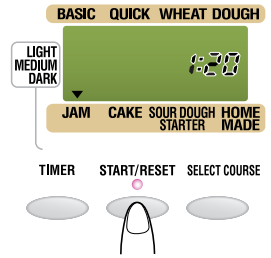 BASIC QUICK WHEAT DOUGH
LIGHT
MEDIUM
DARK
1:20
JAM CAKE SOUR DOUGH STARTER HOME MADE
TIMER START/RESET SELECT COURSE